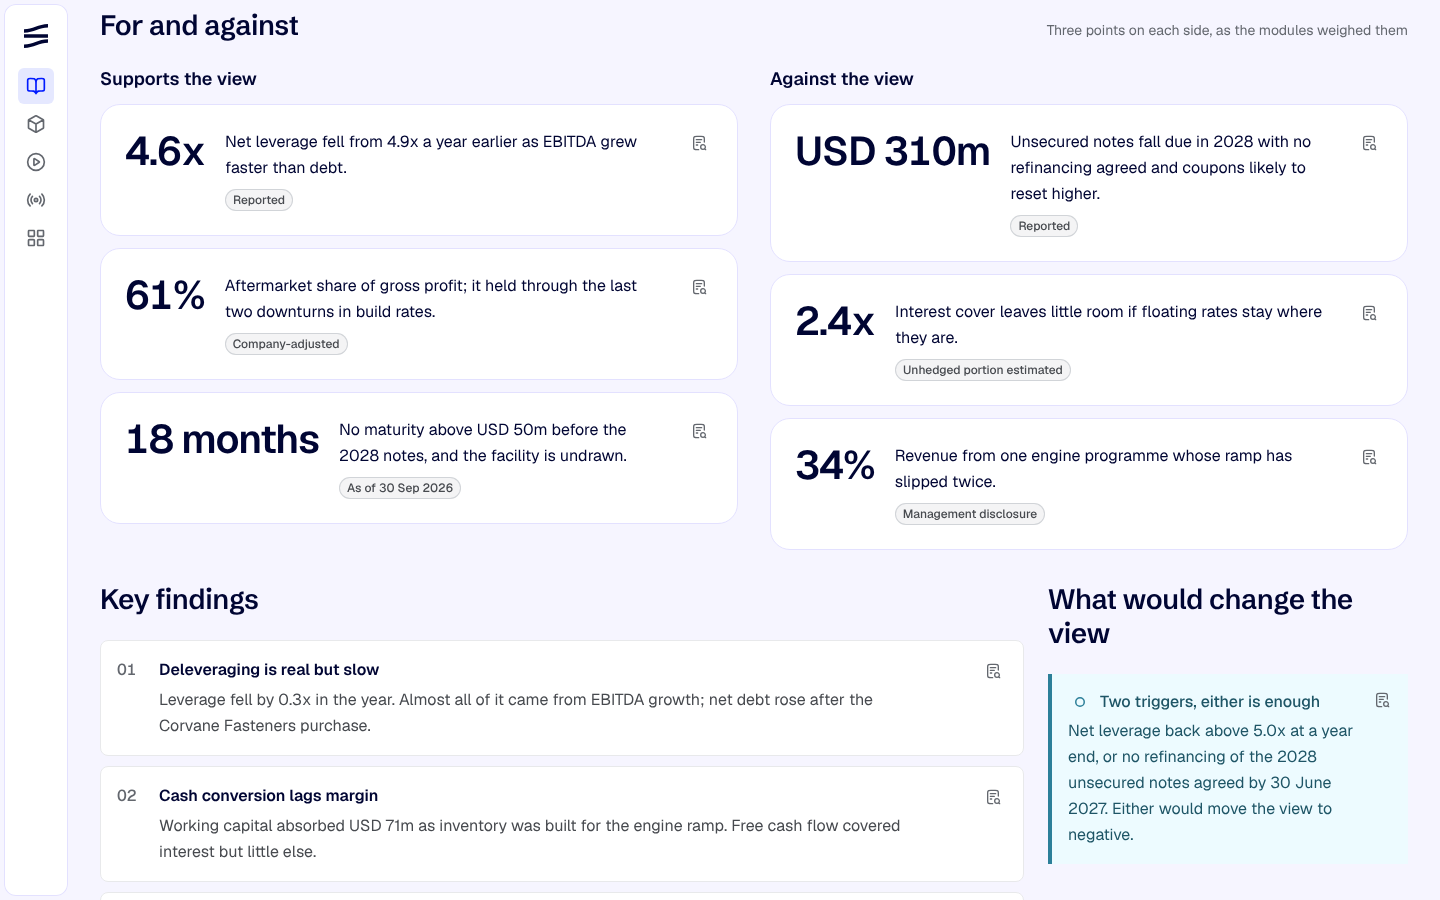 For and against
Three points on each side, as the modules weighed them
Supports the view
4.6x
Net leverage fell from 4.9x a year earlier as EBITDA grew
faster than debt.
Reported
61%
Aftermarket share of gross profit; it held through the last
two downturns in build rates.
Company-adjusted
18 months
No maturity above USD 50m before the
2028 notes, and the facility is undrawn.
As of 30 Sep 2026
Against the view
USD 310m
Unsecured notes fall due in 2028 with no
refinancing agreed and coupons likely to
reset higher.
Reported
2.4x
Interest cover leaves little room if floating rates stay where
they are.
Unhedged portion estimated
34%
Revenue from one engine programme whose ramp has
slipped twice.
Management disclosure
Key findings
01
Deleveraging is real but slow
Leverage fell by 0.3x in the year. Almost all of it came from EBITDA growth; net debt rose after the
Corvane Fasteners purchase.
02
Cash conversion lags margin
Working capital absorbed USD 71m as inventory was built for the engine ramp. Free cash flow covered
interest but little else.
What would change the
view
Two triggers, either is enough
Net leverage back above 5.0x at a year
end, or no refinancing of the 2028
unsecured notes agreed by 30 June
2027. Either would move the view to
negative.